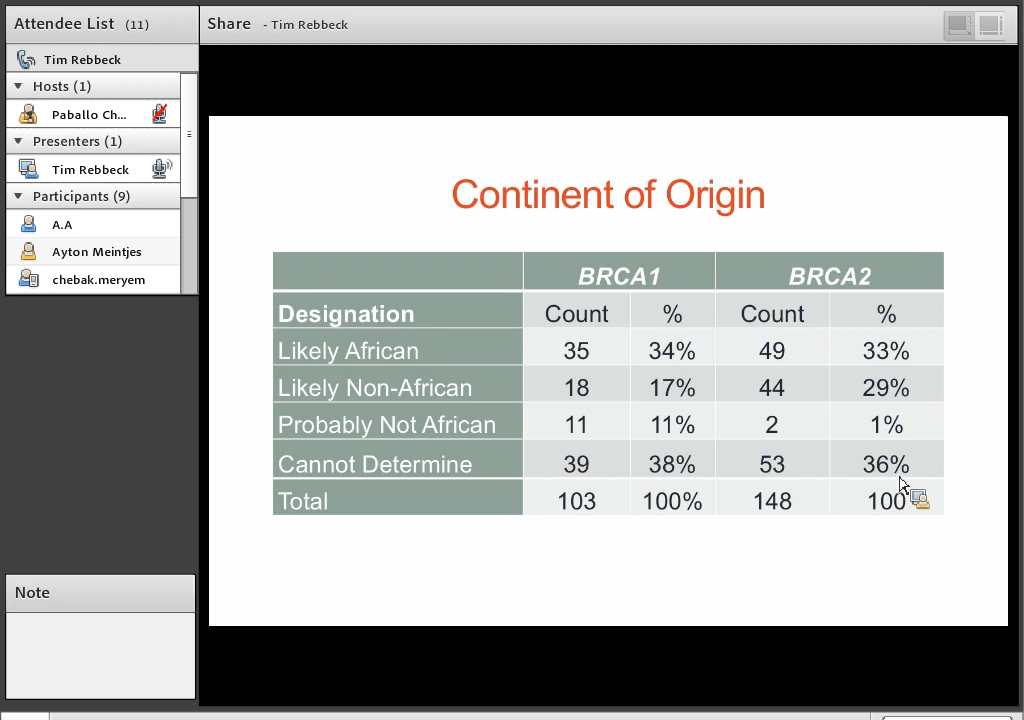 Attendee List (11)
Tim Rebbeck
Hosts (1)
Paballo Ch...
Presenters (1)
Tim Rebbeck
Participants (9)
A.A
Ayton Meintjes
chebak.meryem
Note
Share - Tim Rebbeck
Continent of Origin
BRCA1 BRCA2
Designation Count % Count %
Likely African 35 34% 49 33%
Likely Non-African 18 17% 44 29%
Probably Not African 11 11% 2 1%
Cannot Determine 39 38% 53 36%
Total 103 100% 148 100